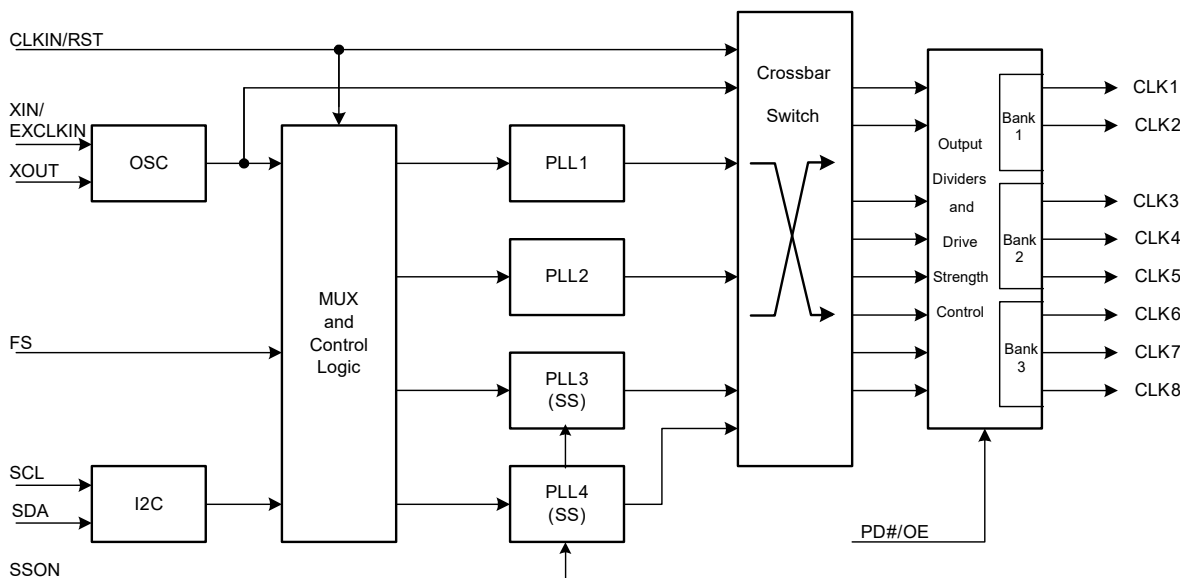 CLKIN/RST
XIN/
EXCLKIN
XOUT
OSC
FS
SCL
SDA
I2C
SSON
MUX
and
Control
Logic
PLL1
PLL2
PLL3
(SS)
PLL4
(SS)
Crossbar
Switch
Output
Dividers
and
Drive
Strength
Control
Bank
1
Bank
2
Bank
3
CLK1
CLK2
CLK3
CLK4
CLK5
CLK6
CLK7
CLK8
PD#/OE